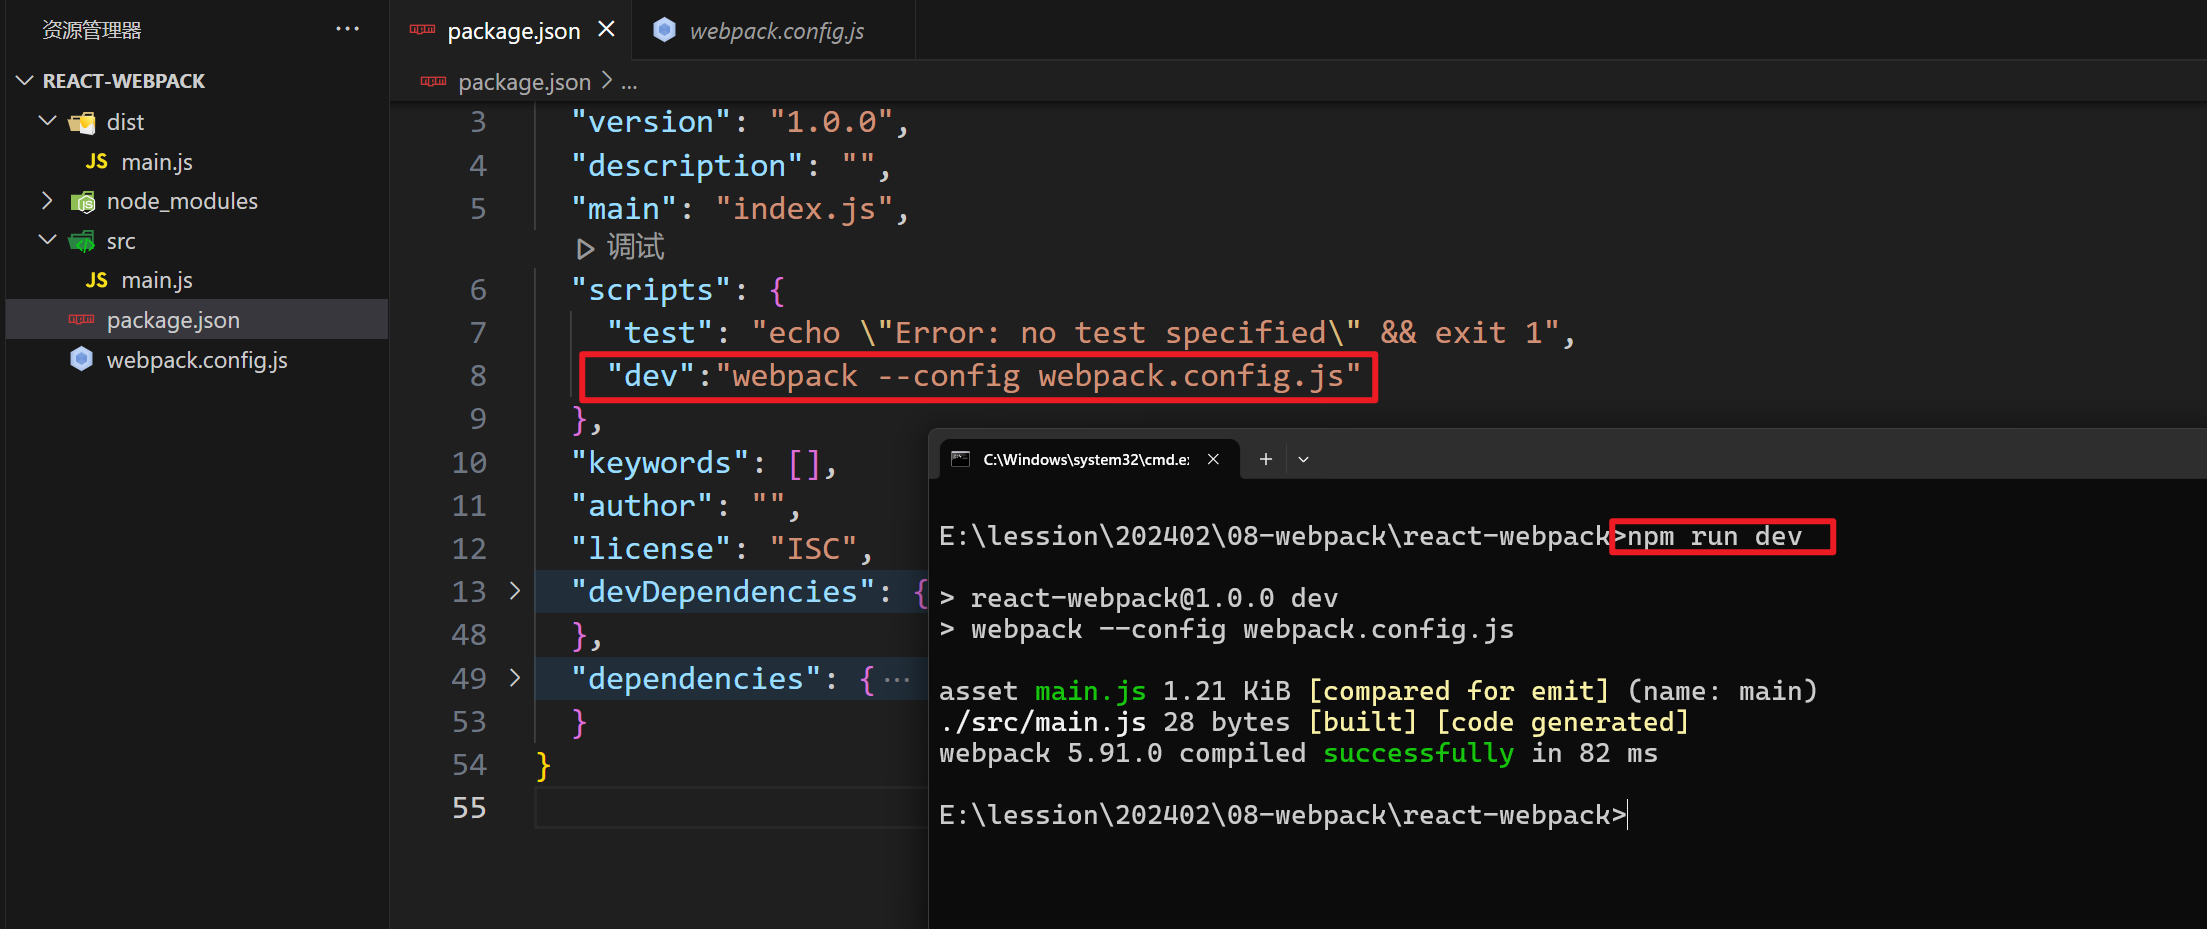 资源管理器
···
REACT-WEBPACK
dist
JS main.js
node_modules
src
JS main.js
package.json
webpack.config.js
package.json
webpack.config.js
package.json > ...
3 "version": "1.0.0",
4 "description": "",
5 "main": "index.js",
调试
6 "scripts": {
7 "test": "echo \"Error: no test specified\" && exit 1",
8 "dev":"webpack --config webpack.config.js"
9 },
10 "keywords": [],
11 "author": "",
12 "license": "ISC",
13 "devDependencies": {
48 },
49 "dependencies": { ···
53 }
54 }
55
C:\Windows\system32\cmd.e
E:\lession\202402\08-webpack\react-webpack>npm run dev
> react-webpack@1.0.0 dev
> webpack --config webpack.config.js
asset main.js 1.21 KiB [compared for emit] (name: main)
./src/main.js 28 bytes [built] [code generated]
webpack 5.91.0 compiled successfully in 82 ms
E:\lession\202402\08-webpack\react-webpack>